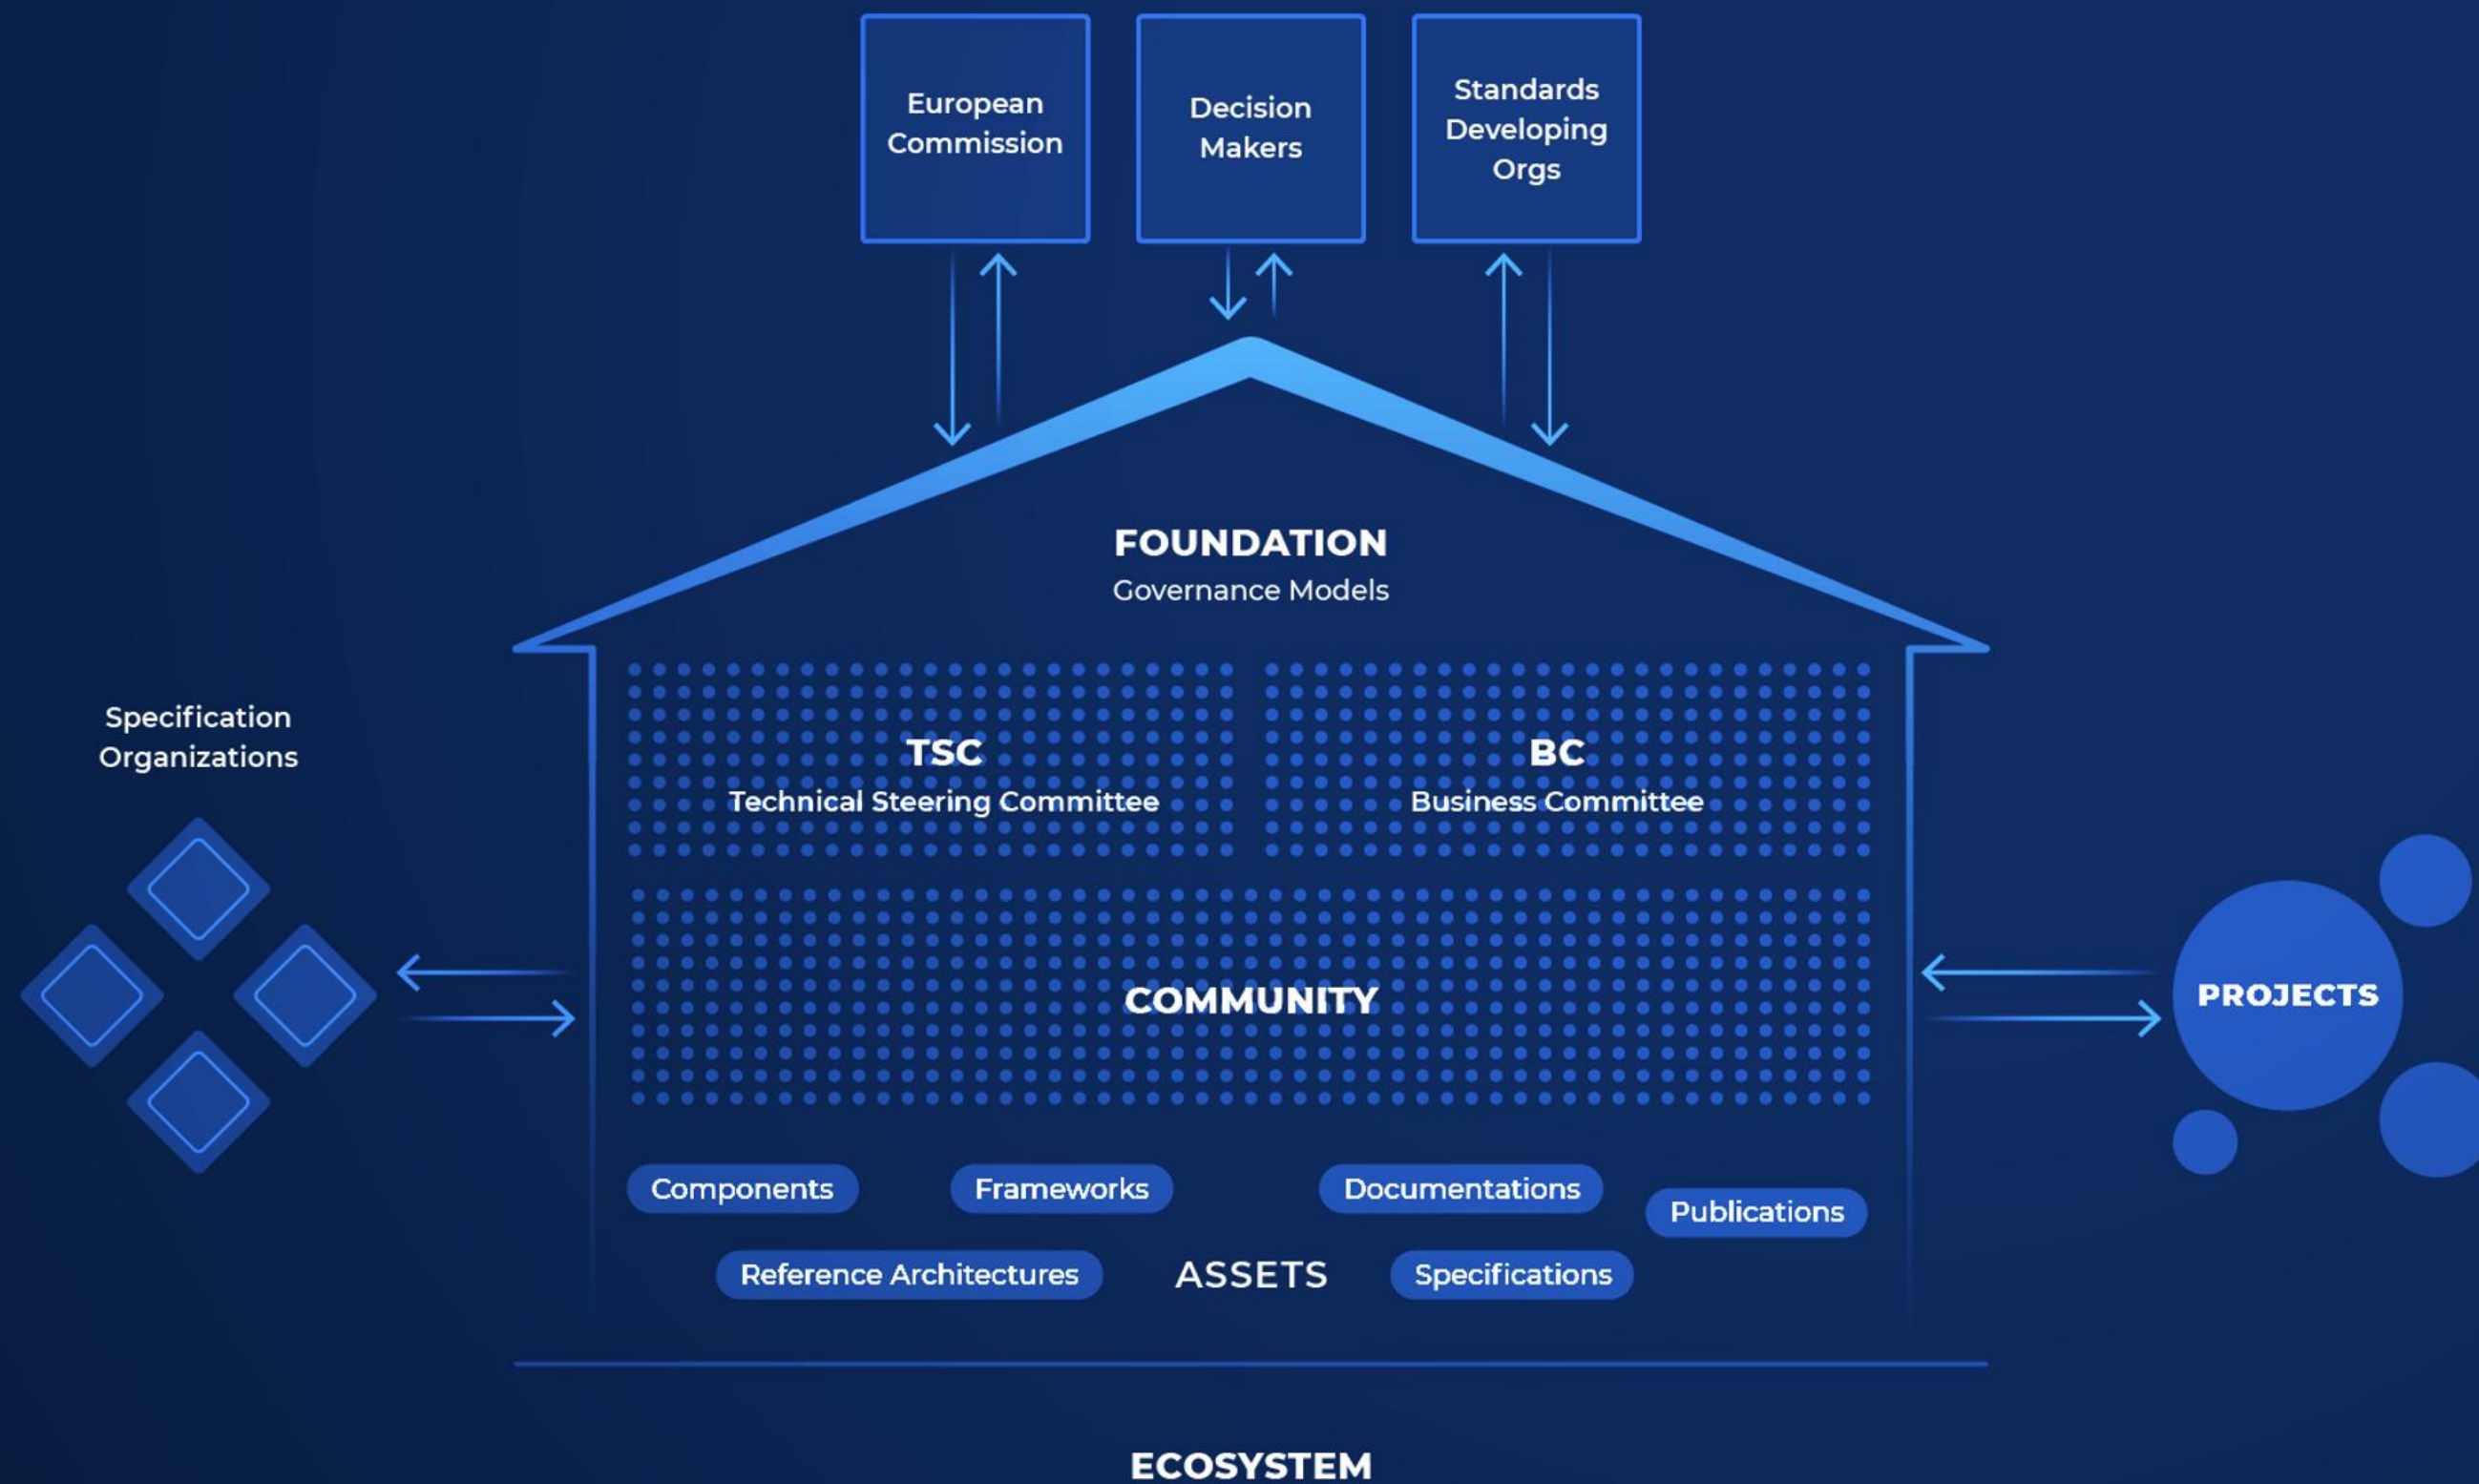 European
Commission
Decision
Makers
Standards
Developing
Orgs
FOUNDATION
Governance Models
Specification
Organizations
TSC
Technical Steering Committee
BC
Business Committee
COMMUNITY
PROJECTS
Components
Frameworks
Documentations
Publications
Reference Architectures
ASSETS
Specifications
ECOSYSTEM